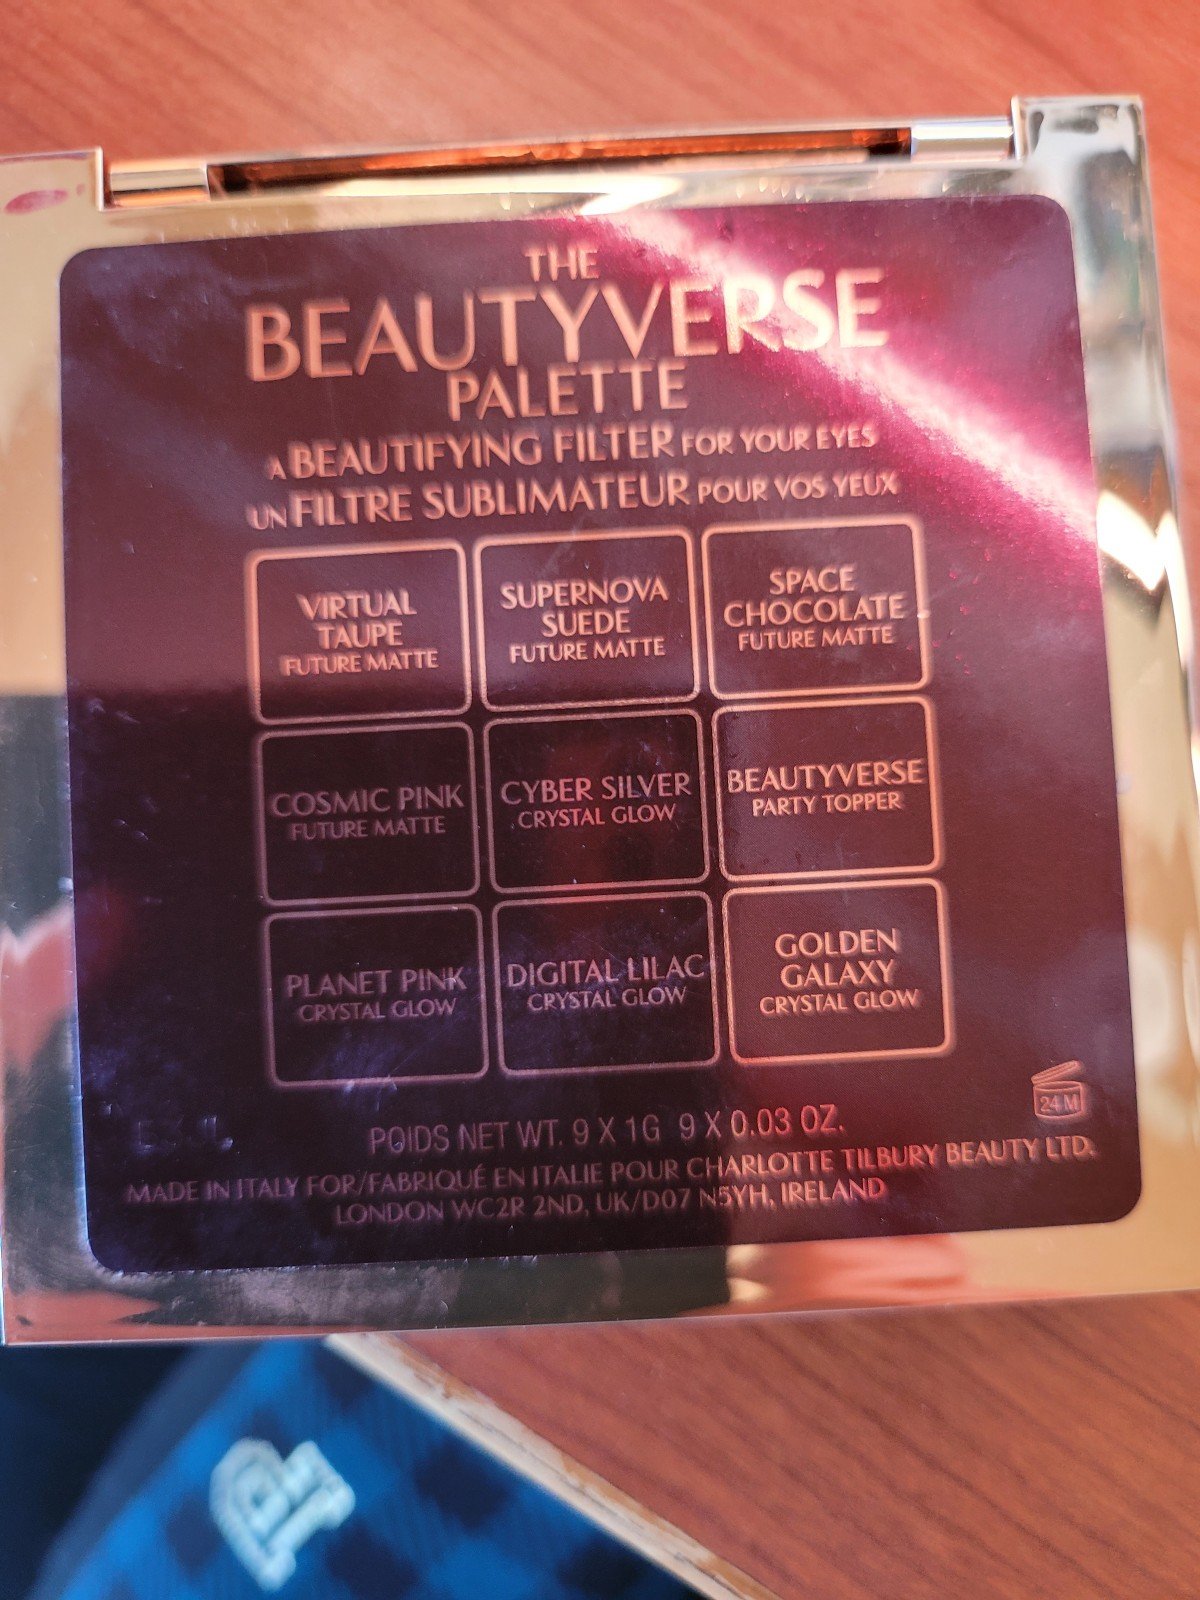 THE
BEAUTYVERSE
PALETTE
A BEAUTIFYING FILTER FOR YOUR EYES
UN FILTRE SUBLIMATEUR POUR VOS YEUX
VIRTUAL
TAUPE
FUTURE MATTE
SUPERNOVA
SUEDE
FUTURE MATTE
SPACE
CHOCOLATE
FUTURE MATTE
COSMIC PINK
FUTURE MATTE
CYBER SILVER
CRYSTAL GLOW
BEAUTYVERSE
PARTY TOPPER
PLANET PINK
CRYSTAL GLOW
DIGITAL LILAC
CRYSTAL GLOW
GOLDEN
GALAXY
CRYSTAL GLOW
24 M
POIDS NET WT. 9 X 1G 9 X 0.03 OZ.
MADE IN ITALY FOR/FABRIQUÉ EN ITALIE POUR CHARLOTTE TILBURY BEAUTY LTD.
LONDON WC2R 2ND, UK/D07 N5YH, IRELAND